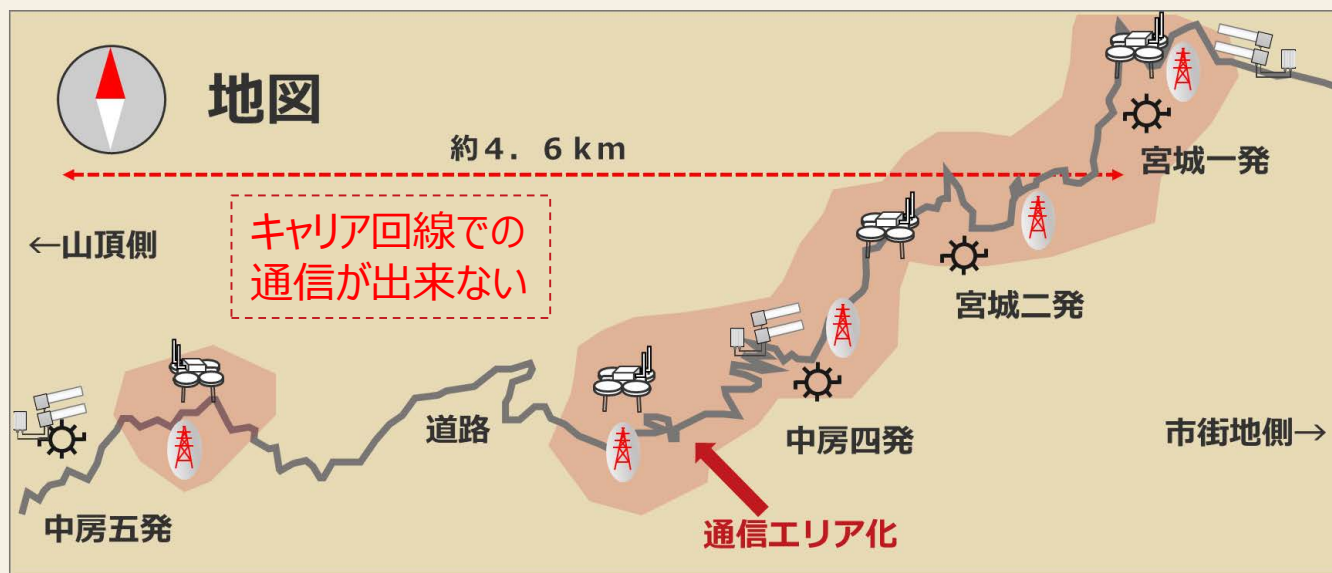 地図
約4．6km
宮城一発
キャリア回線での
通信が出来ない
←山頂側
宮城二発
道路
中房四発
市街地側→
中房五発
通信エリア化